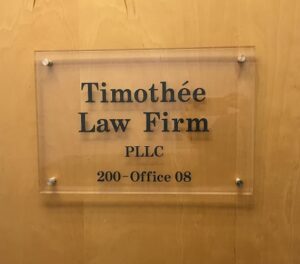 Timothée
Law Firm
PLLC
200-Office 08